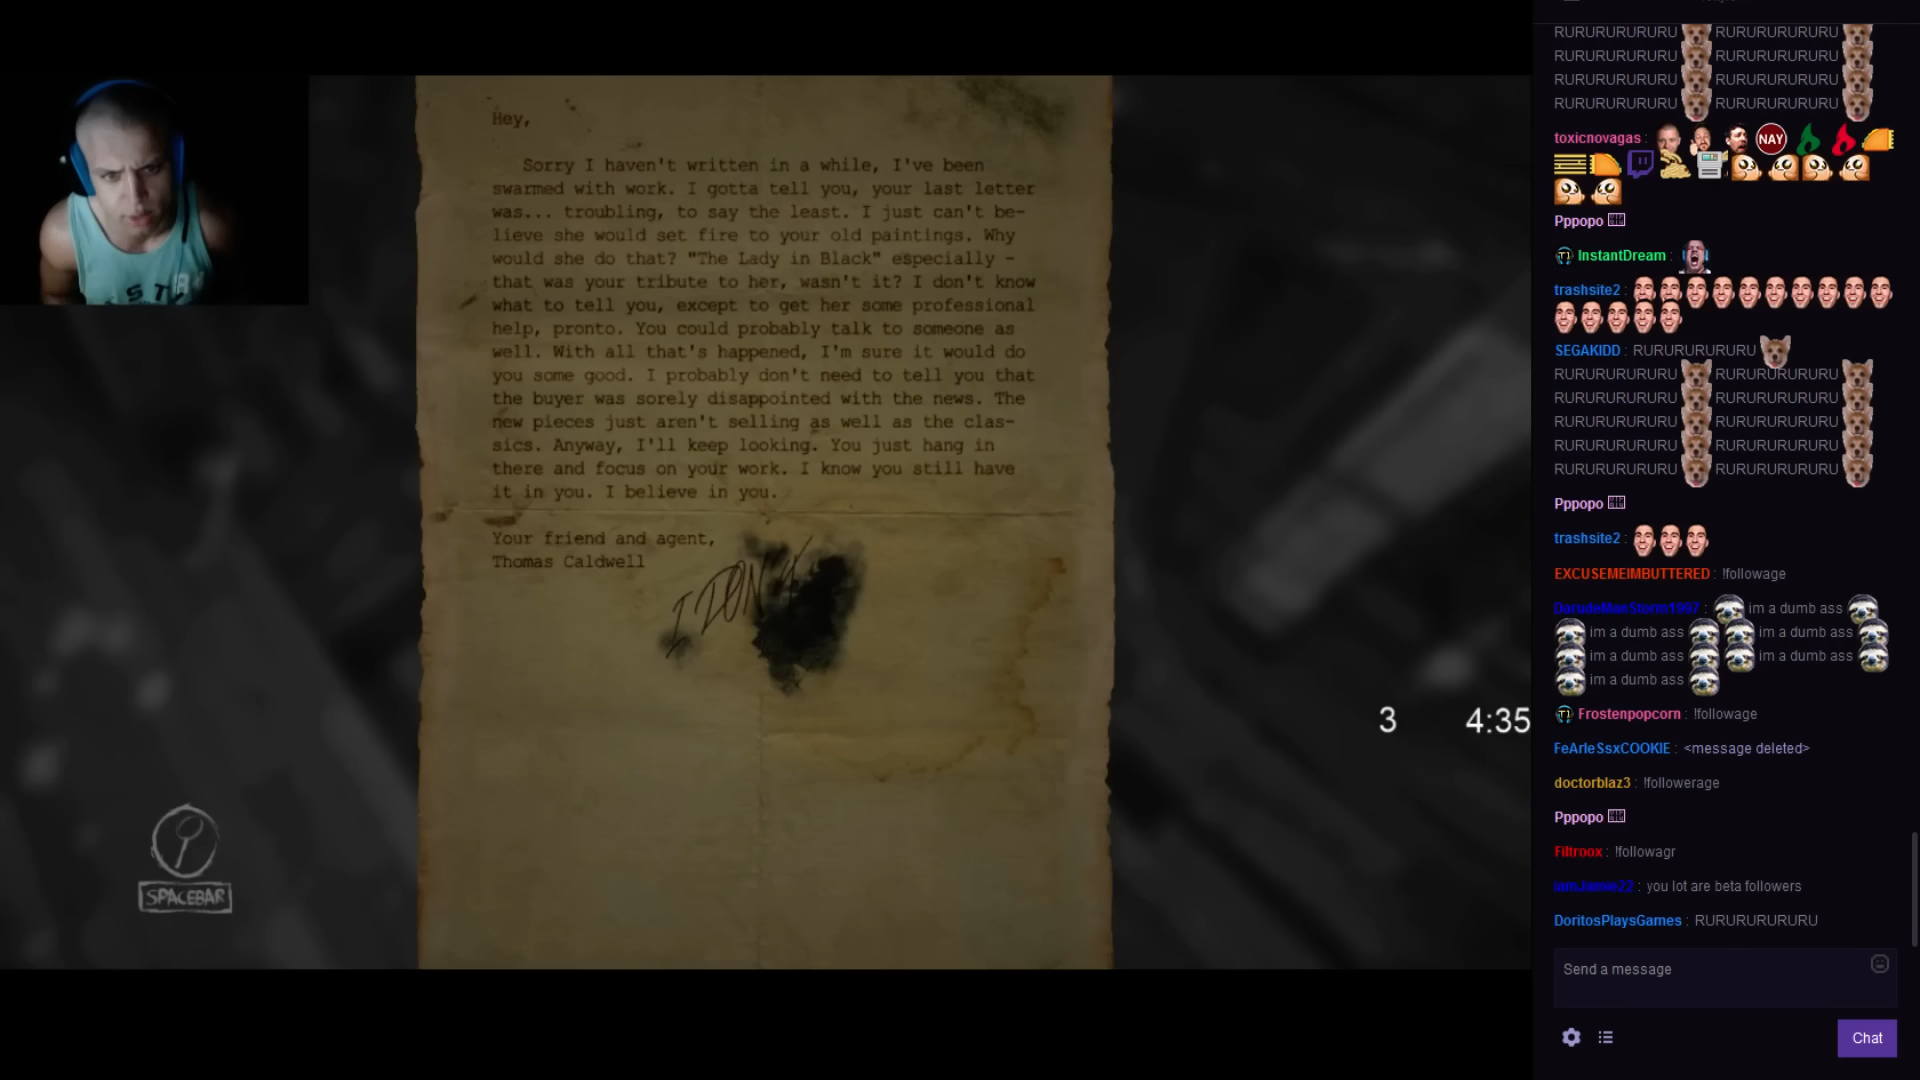 Hey,
Sorry I haven't written in a while, I've been
swarmed with work. I gotta tell you, your last letter
was... troubling, to say the least. I just can't be-
lieve she would set fire to your old paintings. Why
would she do that? "The Lady in Black" especially -
that was your tribute to her, wasn't it? I don't know
what to tell you, except to get her some professional
help, pronto. You could probably talk to someone as
well. With all that's happened, I'm sure it would do
you some good. I probably don't need to tell you that
the buyer was sorely disappointed with the news. The
new pieces just aren't selling as well as the clas-
sics. Anyway, I'll keep looking. You just hang in
there and focus on your work. I know you still have
it in you. I believe in you.
Your friend and agent,
Thomas Caldwell
I DON'T
3 4:35
SPACEBAR
RURURURURURU RURURURURURU
RURURURURURU RURURURURURU
RURURURURURU RURURURURURU
RURURURURURU RURURURURURU
toxicnovagas : NAY
Pppopo
InstantDream :
trashsite2 :
SEGAKIDD : RURURURURURU
RURURURURURU RURURURURURU
RURURURURURU RURURURURURU
RURURURURURU RURURURURURU
RURURURURURU RURURURURURU
RURURURURURU RURURURURURU
Pppopo
trashsite2 :
EXCUSEMEIMBUTTERED : !followage
DarudeManStorm1997 : im a dumb ass
im a dumb ass im a dumb ass
im a dumb ass im a dumb ass
im a dumb ass
T1 Frostenpopcorn : !followage
FeArleSsxCOOKIE : <message deleted>
doctorblaz3 : !followerage
Pppopo
Filtroox : !followagr
iamJamie22 : you lot are beta followers
DoritosPlaysGames : RURURURURURU
Send a message
Chat